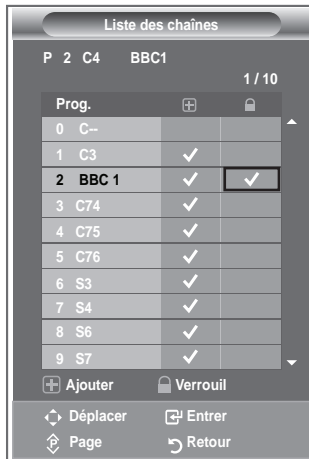 Liste des chaînes
P 2 C4 BBC1
1 / 10
Prog.
0 C--
1 C3
2 BBC 1
3 C74
4 C75
5 C76
6 S3
7 S4
8 S6
9 S7
Ajouter Verrouil
Déplacer Entrer
P Page Retour